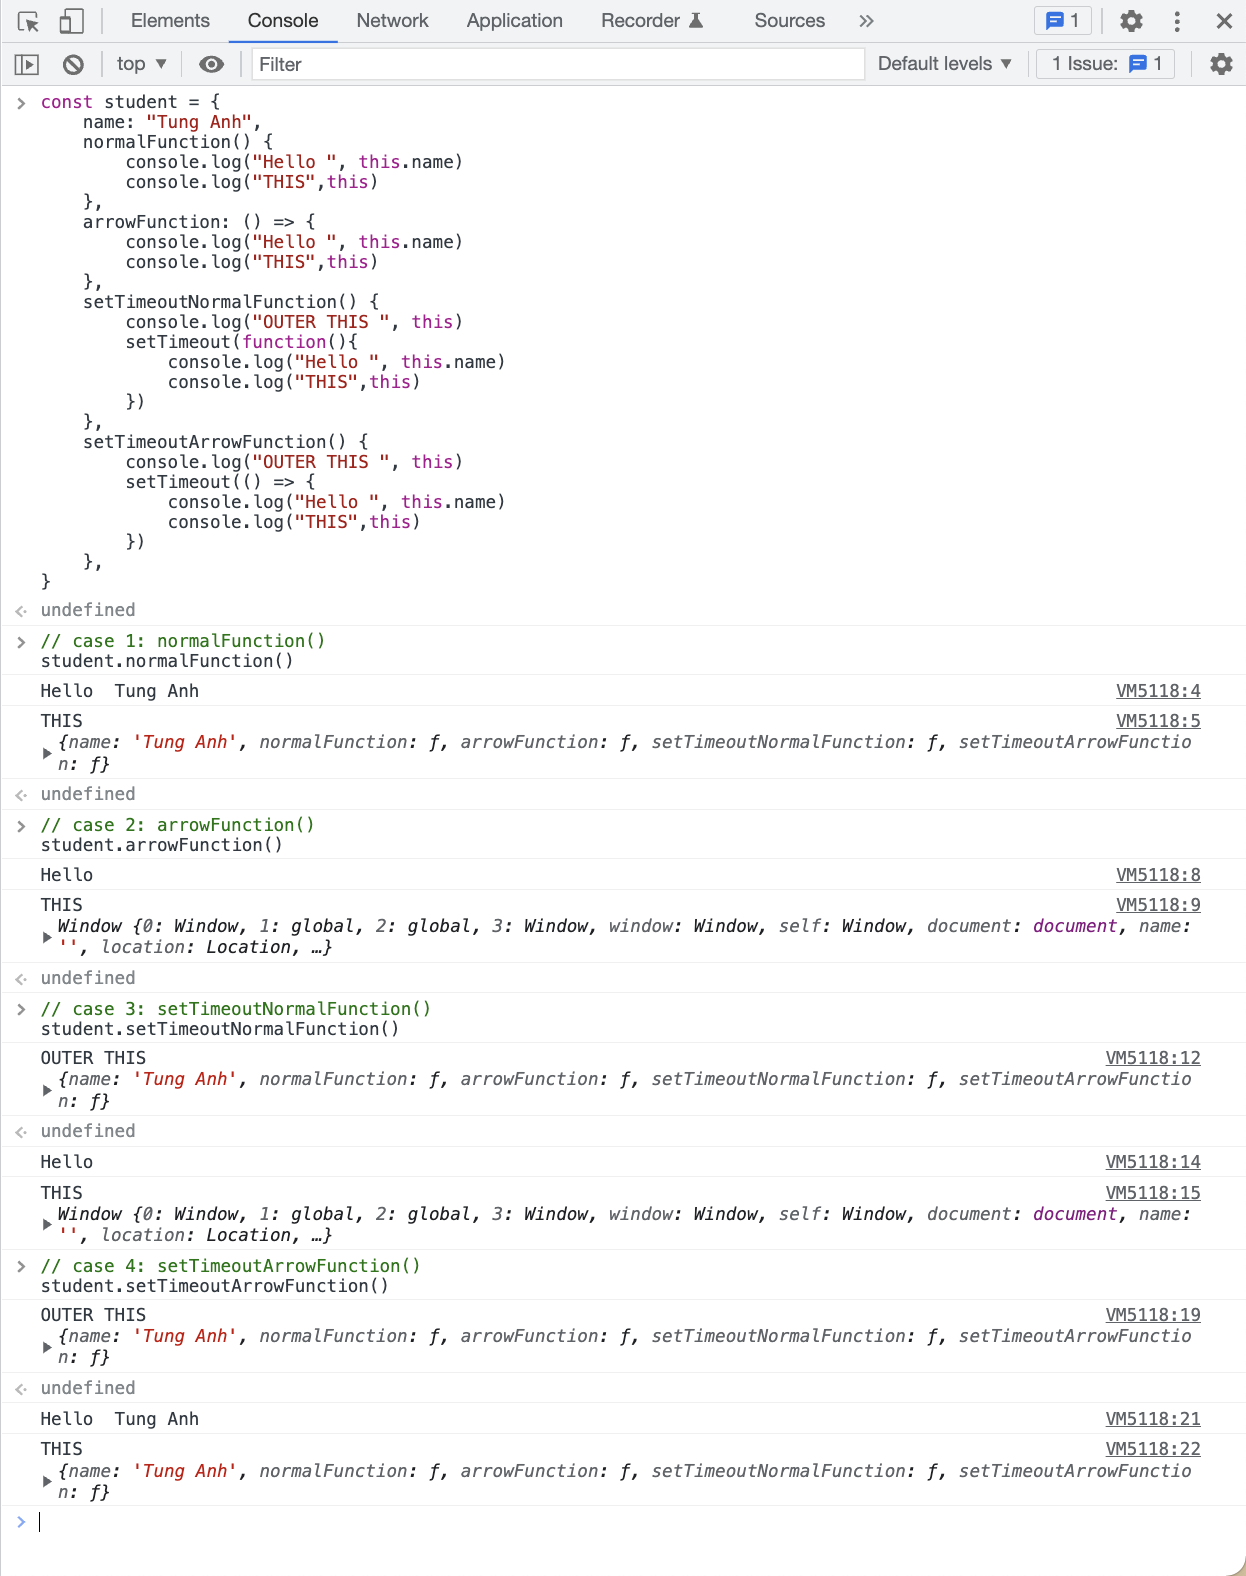 Elements Console Network Application Recorder Sources » 1
top ▼ Filter Default levels ▼ 1 Issue: 1
> const student = {
name: "Tung Anh",
normalFunction() {
console.log("Hello ", this.name)
console.log("THIS",this)
},
arrowFunction: () => {
console.log("Hello ", this.name)
console.log("THIS",this)
},
setTimeoutNormalFunction() {
console.log("OUTER THIS ", this)
setTimeout(function(){
console.log("Hello ", this.name)
console.log("THIS",this)
})
},
setTimeoutArrowFunction() {
console.log("OUTER THIS ", this)
setTimeout(() => {
console.log("Hello ", this.name)
console.log("THIS",this)
})
},
}
undefined
> // case 1: normalFunction()
student.normalFunction()
Hello  Tung Anh VM5118:4
THIS VM5118:5
{name: 'Tung Anh', normalFunction: ƒ, arrowFunction: ƒ, setTimeoutNormalFunction: ƒ, setTimeoutArrowFunctio
n: ƒ}
undefined
> // case 2: arrowFunction()
student.arrowFunction()
Hello VM5118:8
THIS VM5118:9
Window {0: Window, 1: global, 2: global, 3: Window, window: Window, self: Window, document: document, name:
'', location: Location, …}
undefined
> // case 3: setTimeoutNormalFunction()
student.setTimeoutNormalFunction()
OUTER THIS VM5118:12
{name: 'Tung Anh', normalFunction: ƒ, arrowFunction: ƒ, setTimeoutNormalFunction: ƒ, setTimeoutArrowFunctio
n: ƒ}
undefined
Hello VM5118:14
THIS VM5118:15
Window {0: Window, 1: global, 2: global, 3: Window, window: Window, self: Window, document: document, name:
'', location: Location, …}
> // case 4: setTimeoutArrowFunction()
student.setTimeoutArrowFunction()
OUTER THIS VM5118:19
{name: 'Tung Anh', normalFunction: ƒ, arrowFunction: ƒ, setTimeoutNormalFunction: ƒ, setTimeoutArrowFunctio
n: ƒ}
undefined
Hello  Tung Anh VM5118:21
THIS VM5118:22
{name: 'Tung Anh', normalFunction: ƒ, arrowFunction: ƒ, setTimeoutNormalFunction: ƒ, setTimeoutArrowFunctio
n: ƒ}
>